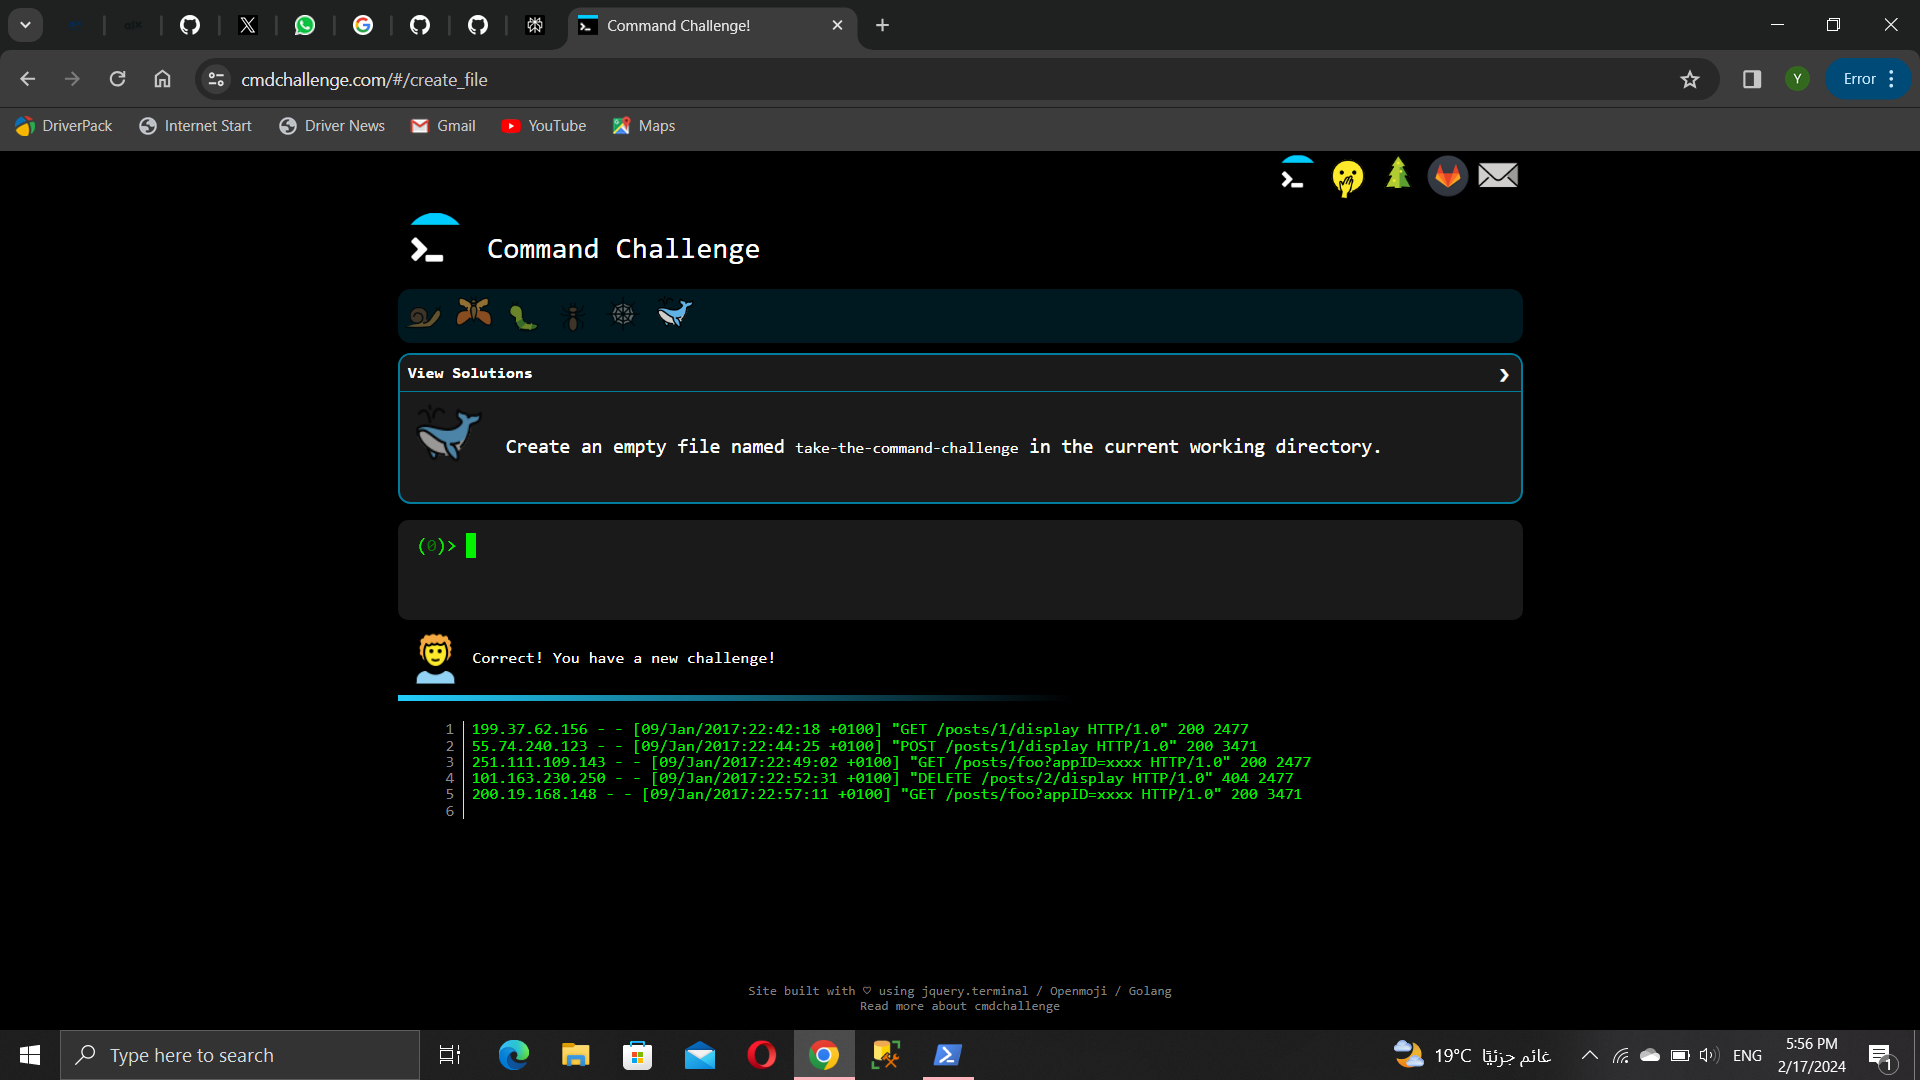 Command Challenge!
cmdchallenge.com/#/create_file
Y
Error
DriverPack
Internet Start
Driver News
Gmail
YouTube
Maps
Command Challenge
View Solutions
Create an empty file named take-the-command-challenge in the current working directory.
(0)>
Correct! You have a new challenge!
1 199.37.62.156 - - [09/Jan/2017:22:42:18 +0100] "GET /posts/1/display HTTP/1.0" 200 2477
2 55.74.240.123 - - [09/Jan/2017:22:44:25 +0100] "POST /posts/1/display HTTP/1.0" 200 3471
3 251.111.109.143 - - [09/Jan/2017:22:49:02 +0100] "GET /posts/foo?appID=xxxx HTTP/1.0" 200 2477
4 101.163.230.250 - - [09/Jan/2017:22:52:31 +0100] "DELETE /posts/2/display HTTP/1.0" 404 2477
5 200.19.168.148 - - [09/Jan/2017:22:57:11 +0100] "GET /posts/foo?appID=xxxx HTTP/1.0" 200 3471
6
Site built with ♡ using jquery.terminal / Openmoji / Golang
Read more about cmdchallenge
Type here to search
19°C غائم جزئيًا
ENG
5:56 PM
2/17/2024
1